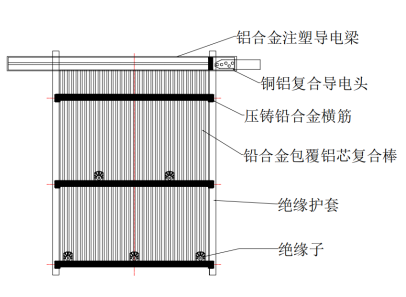 铝合金注塑导电梁
铜铝复合导电头
压铸铅合金横筋
铅合金包覆铝芯复合棒
绝缘护套
绝缘子